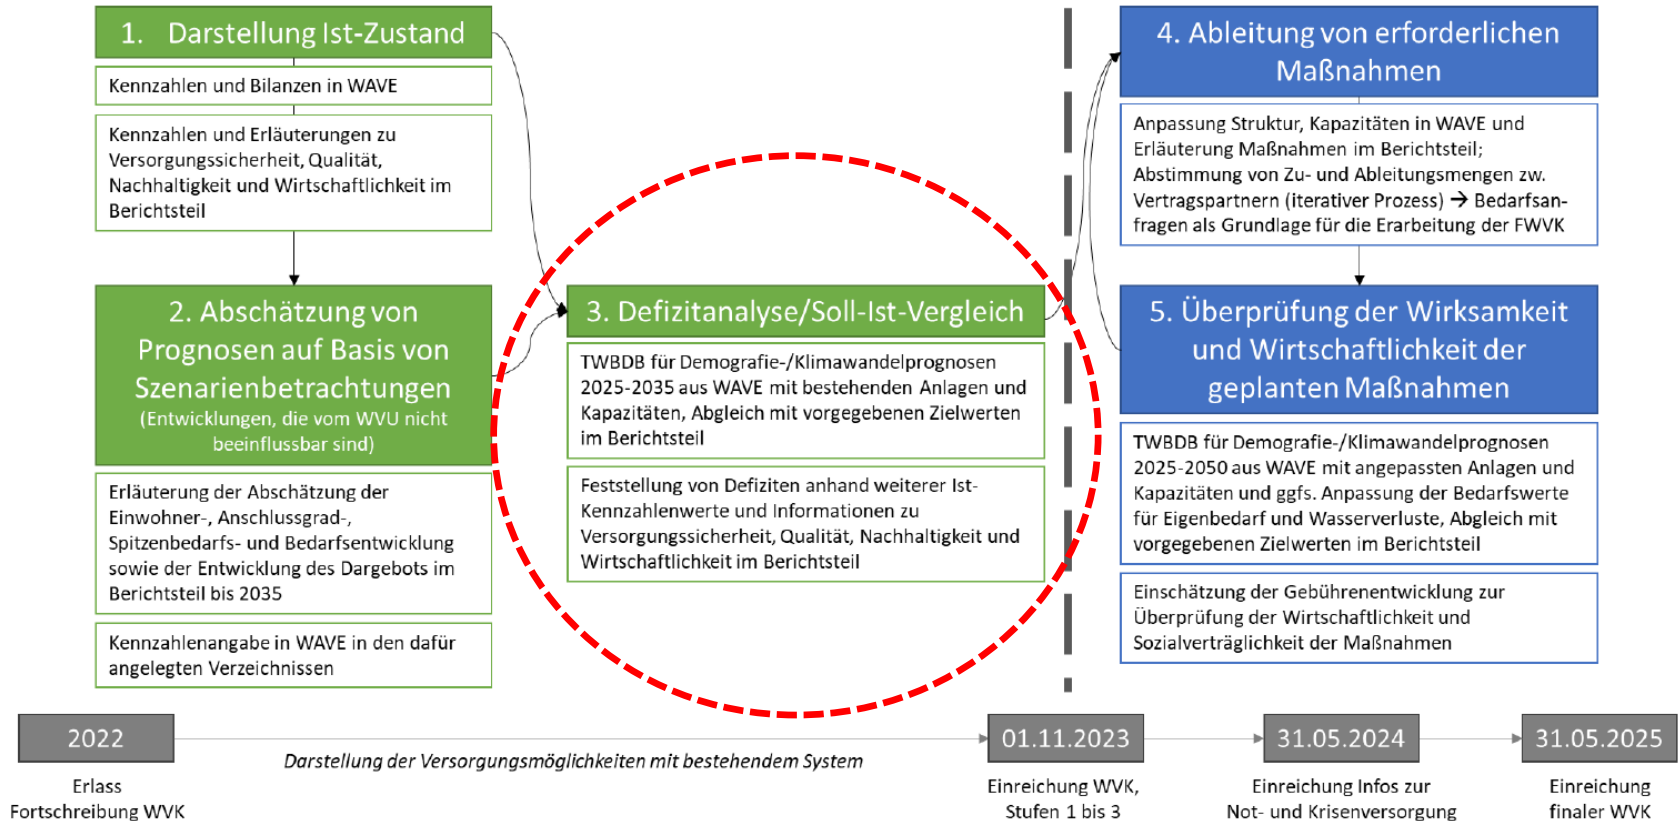 1. Darstellung Ist-Zustand
Kennzahlen und Bilanzen in WAVE
Kennzahlen und Erläuterungen zu
Versorgungssicherheit, Qualität,
Nachhaltigkeit und Wirtschaftlichkeit im
Berichtsteil
2. Abschätzung von
Prognosen auf Basis von
Szenarienbetrachtungen
(Entwicklungen, die vom WVU nicht
beeinflussbar sind)
Erläuterung der Abschätzung der
Einwohner-, Anschlussgrad-,
Spitzenbedarfs- und Bedarfsentwicklung
sowie der Entwicklung des Dargebots im
Berichtsteil bis 2035
Kennzahlenangabe in WAVE in den dafür
angelegten Verzeichnissen
3. Defizitanalyse/Soll-Ist-Vergleich
TWBDB für Demografie-/Klimawandelprognosen
2025-2035 aus WAVE mit bestehenden Anlagen und
Kapazitäten, Abgleich mit vorgegebenen Zielwerten
im Berichtsteil
Feststellung von Defiziten anhand weiterer Ist-
Kennzahlenwerte und Informationen zu
Versorgungssicherheit, Qualität, Nachhaltigkeit und
Wirtschaftlichkeit im Berichtsteil
4. Ableitung von erforderlichen
Maßnahmen
Anpassung Struktur, Kapazitäten in WAVE und
Erläuterung Maßnahmen im Berichtsteil;
Abstimmung von Zu- und Ableitungsmengen zw.
Vertragspartnern (iterativer Prozess) → Bedarfsan-
fragen als Grundlage für die Erarbeitung der FWVK
5. Überprüfung der Wirksamkeit
und Wirtschaftlichkeit der
geplanten Maßnahmen
TWBDB für Demografie-/Klimawandelprognosen
2025-2050 aus WAVE mit angepassten Anlagen und
Kapazitäten und ggfs. Anpassung der Bedarfswerte
für Eigenbedarf und Wasserverluste, Abgleich mit
vorgegebenen Zielwerten im Berichtsteil
Einschätzung der Gebührenentwicklung zur
Überprüfung der Wirtschaftlichkeit und
Sozialverträglichkeit der Maßnahmen
2022
Erlass
Fortschreibung WVK
Darstellung der Versorgungsmöglichkeiten mit bestehendem System
01.11.2023
Einreichung WVK,
Stufen 1 bis 3
31.05.2024
Einreichung Infos zur
Not- und Krisenversorgung
31.05.2025
Einreichung
finaler WVK